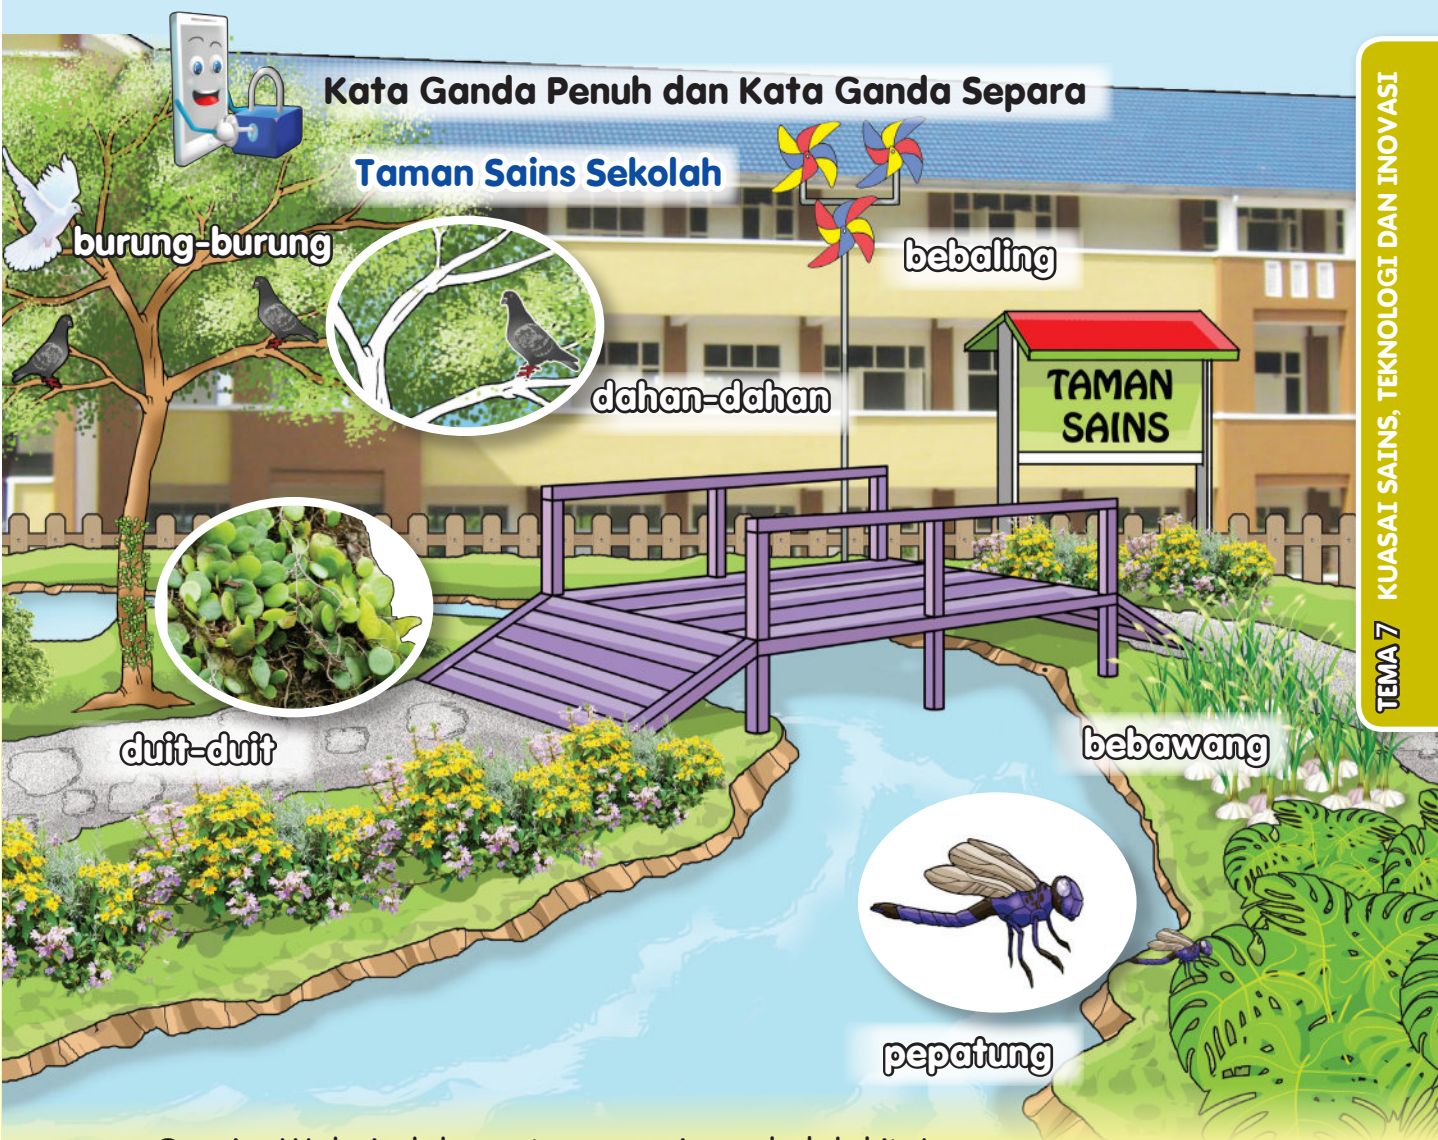 Kata Ganda Penuh dan Kata Ganda Separa
Taman Sains Sekolah
burung-burung
bebaling
dahan-dahan
TAMAN
SAINS
duit-duit
bebawang
pepatung
TEMA 7 KUASAI SAINS, TEKNOLOGI DAN INOVASI